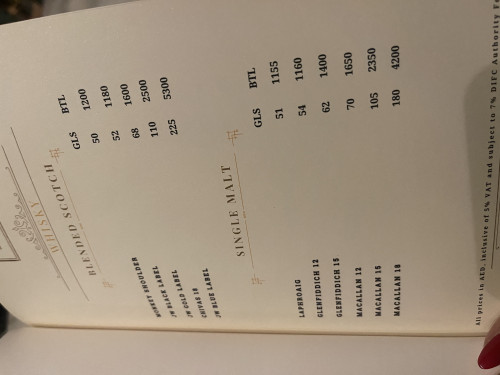 WHISKY
BLENDED SCOTCH
GLS BTL
MONKEY SHOULDER 50 1200
JW BLACK LABEL 52 1180
JW GOLD LABEL 68 1600
CHIVAS 18 110 2500
JW BLUE LABEL 225 5300
SINGLE MALT
GLS BTL
LAPHROAIG 51 1155
GLENFIDDICH 12 54 1160
GLENFIDDICH 15 62 1400
MACALLAN 12 70 1650
MACALLAN 15 105 2350
MACALLAN 18 180 4200
All prices in AED, inclusive of 5% VAT and subject to 7% DIFC Authority Fe